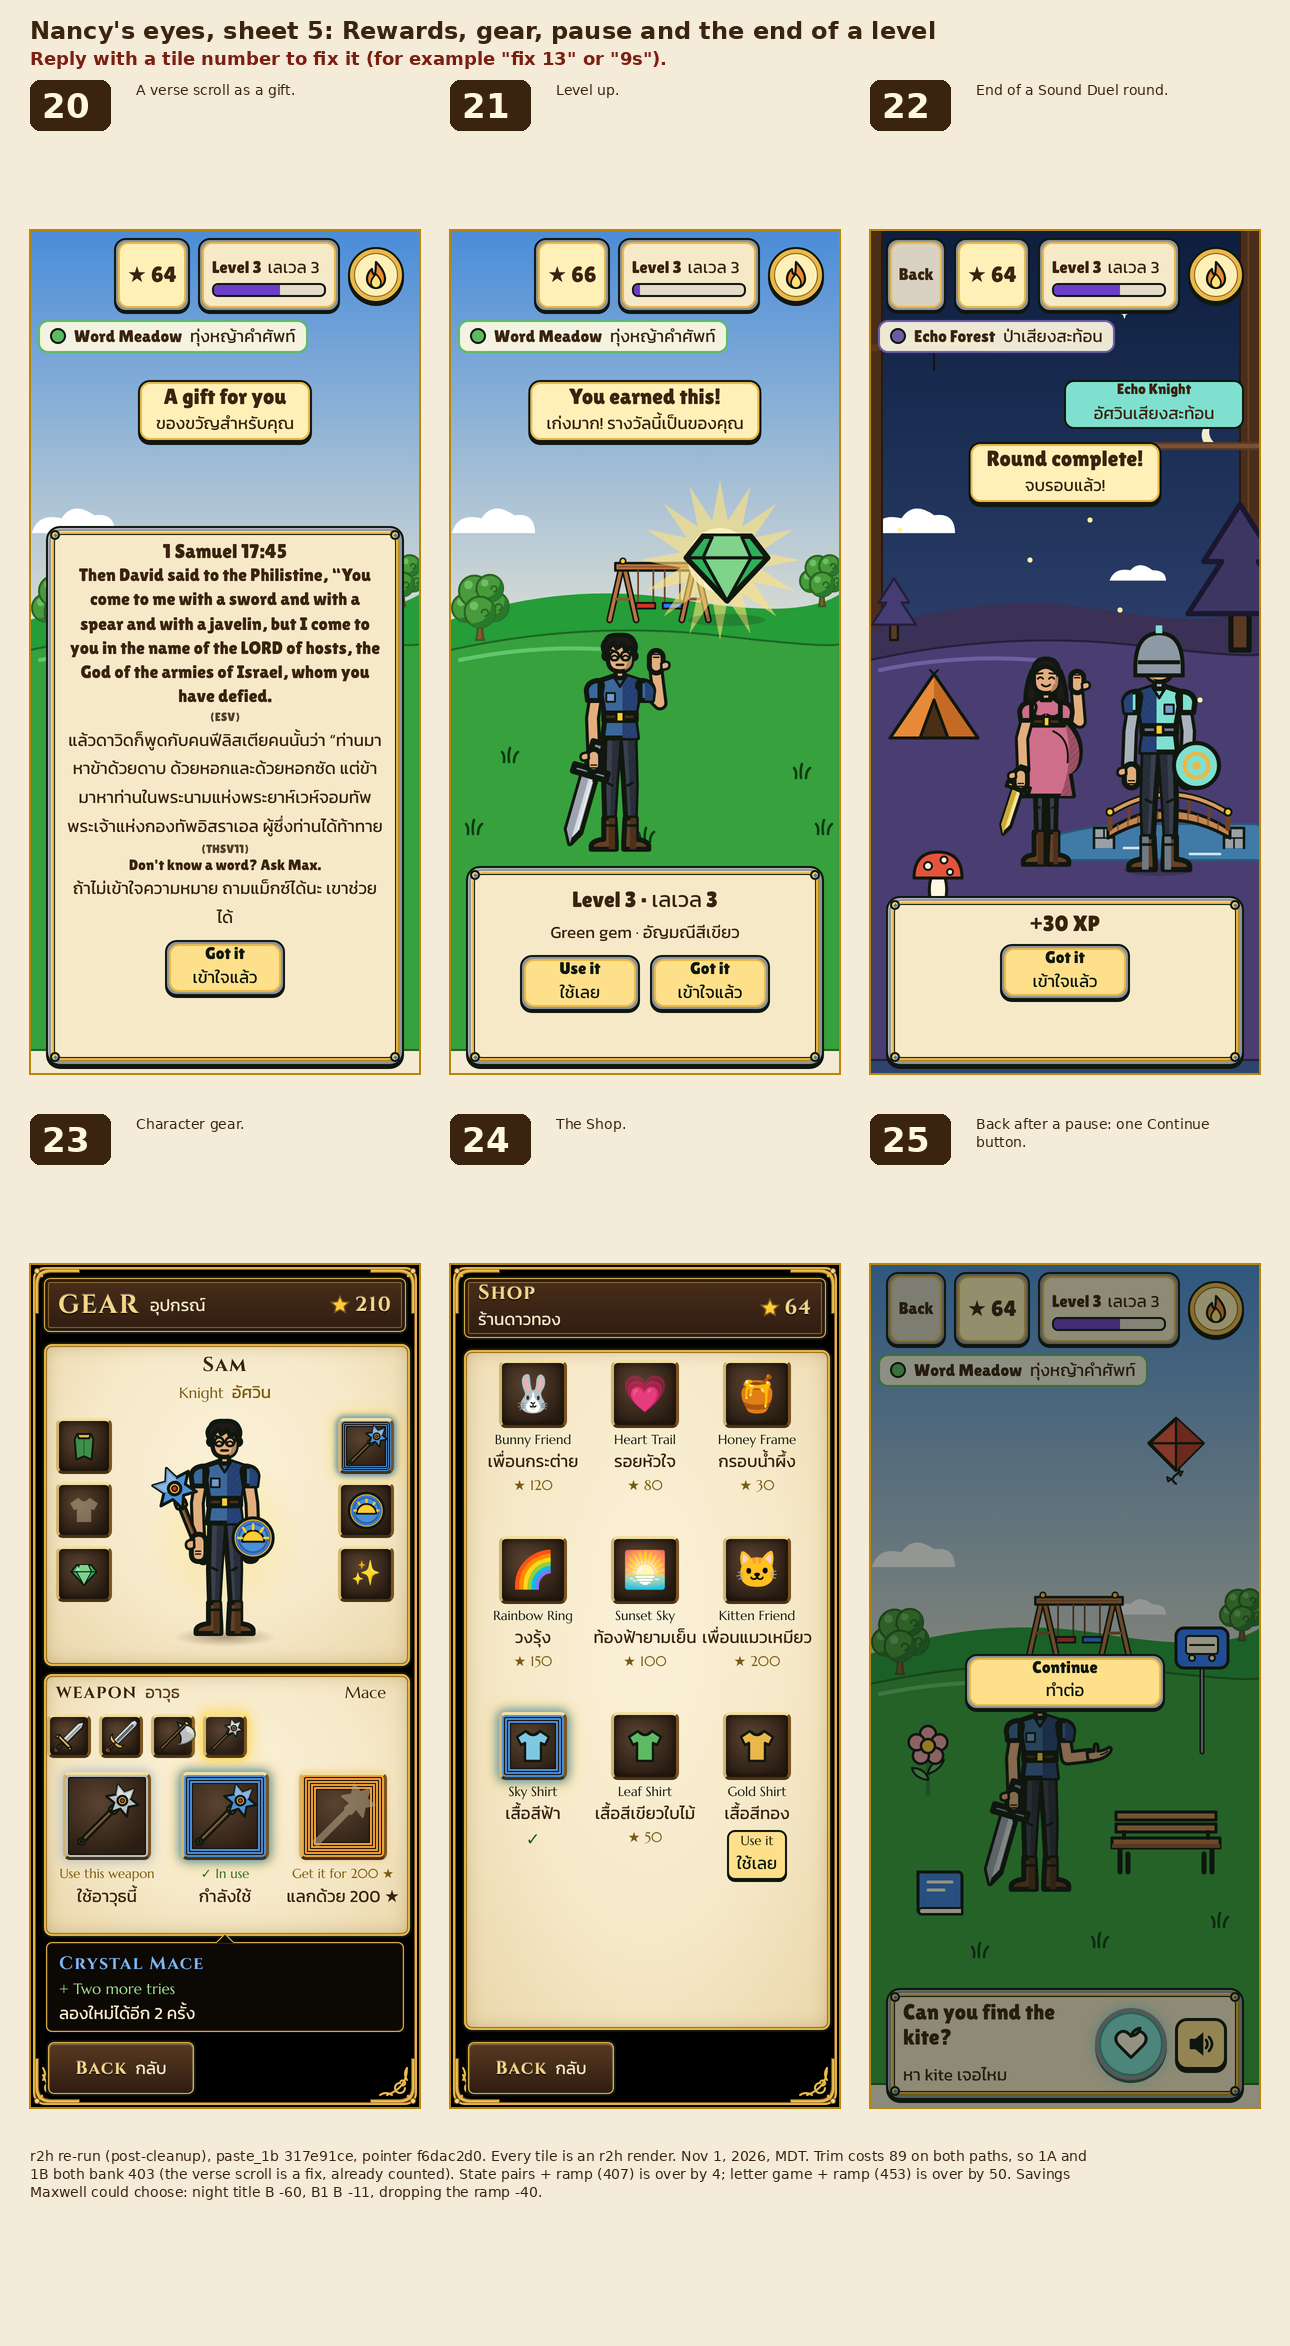 Nancy's eyes, sheet 5: Rewards, gear, pause and the end of a level
Reply with a tile number to fix it (for example "fix 13" or "9s").
20
A verse scroll as a gift.
21
Level up.
22
End of a Sound Duel round.
★ 64
Level 3 เลเวล 3
Word Meadow ทุ่งหญ้าคำศัพท์
A gift for you
ของขวัญสำหรับคุณ
1 Samuel 17:45
Then David said to the Philistine, “You
come to me with a sword and with a
spear and with a javelin, but I come to
you in the name of the LORD of hosts, the
God of the armies of Israel, whom you
have defied.
(ESV)
แล้วดาวิดก็พูดกับคนฟีลิสเตียคนนั้นว่า “ท่านมา
หาข้าด้วยดาบ ด้วยหอกและด้วยหอกซัด แต่ข้า
มาหาท่านในพระนามแห่งพระยาห์เวห์จอมทัพ
พระเจ้าแห่งกองทัพอิสราเอล ผู้ซึ่งท่านได้ท้าทาย
(THSV11)
Don't know a word? Ask Max.
ถ้าไม่เข้าใจความหมาย ถามแม็กซ์ได้นะ เขาช่วย
ได้
Got it
เข้าใจแล้ว
★ 66
Level 3 เลเวล 3
Word Meadow ทุ่งหญ้าคำศัพท์
You earned this!
เก่งมาก! รางวัลนี้เป็นของคุณ
Level 3 · เลเวล 3
Green gem · อัญมณีสีเขียว
Use it
ใช้เลย
Got it
เข้าใจแล้ว
Back
★ 64
Level 3 เลเวล 3
Echo Forest ป่าเสียงสะท้อน
Echo Knight
อัศวินเสียงสะท้อน
Round complete!
จบรอบแล้ว!
+30 XP
Got it
เข้าใจแล้ว
23
Character gear.
24
The Shop.
25
Back after a pause: one Continue
button.
GEAR อุปกรณ์
★ 210
SAM
Knight อัศวิน
WEAPON อาวุธ
Mace
Use this weapon
ใช้อาวุธนี้
✓ In use
กำลังใช้
Get it for 200 ★
แลกด้วย 200 ★
CRYSTAL MACE
+ Two more tries
ลองใหม่ได้อีก 2 ครั้ง
BACK กลับ
SHOP
ร้านดาวทอง
★ 64
Bunny Friend
เพื่อนกระต่าย
★ 120
Heart Trail
รอยหัวใจ
★ 80
Honey Frame
กรอบน้ำผึ้ง
★ 30
Rainbow Ring
วงรุ้ง
★ 150
Sunset Sky
ท้องฟ้ายามเย็น
★ 100
Kitten Friend
เพื่อนแมวเหมียว
★ 200
Sky Shirt
เสื้อสีฟ้า
✓
Leaf Shirt
เสื้อสีเขียวใบไม้
★ 50
Gold Shirt
เสื้อสีทอง
Use it
ใช้เลย
BACK กลับ
Back
★ 64
Level 3 เลเวล 3
Word Meadow ทุ่งหญ้าคำศัพท์
Continue
ทำต่อ
Can you find the
kite?
หา kite เจอไหม
r2h re-run (post-cleanup), paste_1b 317e91ce, pointer f6dac2d0. Every tile is an r2h render. Nov 1, 2026, MDT. Trim costs 89 on both paths, so 1A and
1B both bank 403 (the verse scroll is a fix, already counted). State pairs + ramp (407) is over by 4; letter game + ramp (453) is over by 50. Savings
Maxwell could choose: night title B -60, B1 B -11, dropping the ramp -40.